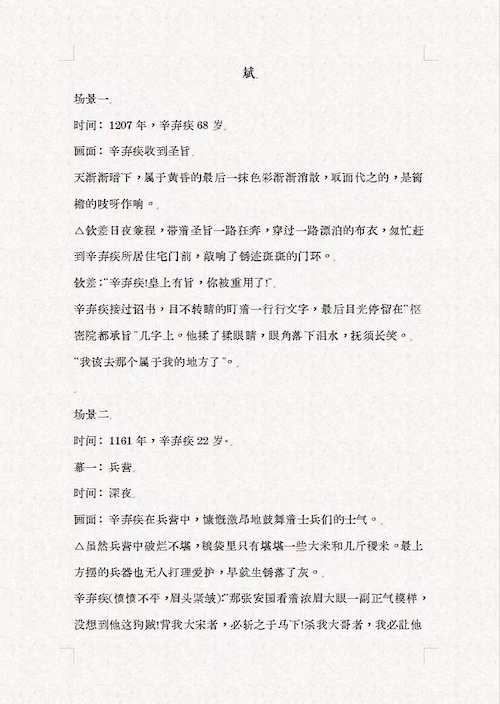 斌
场景一
时间：1207 年，辛弃疾 68 岁
画面：辛弃疾收到圣旨
天渐渐暗下，属于黄昏的最后一抹色彩渐渐消散，取而代之的，是窗
檐的吱呀作响。
△钦差日夜兼程，带着圣旨一路狂奔，穿过一路漂泊的布衣，匆忙赶
到辛弃疾所居住宅门前，敲响了锈迹斑斑的门环。
钦差："辛弃疾!皇上有旨，你被重用了!"
辛弃疾接过诏书，目不转睛的盯着一行行文字，最后目光停留在"枢
密院都承旨"几字上。他揉了揉眼睛，眼角落下泪水，抚须长笑。
"我该去那个属于我的地方了"。
场景二
时间：1161 年，辛弃疾 22 岁。
幕一：兵营
时间：深夜
画面：辛弃疾在兵营中，慷慨激昂地鼓舞着士兵们的士气。
△虽然兵营中破烂不堪，粮袋里只有堪堪一些大米和几斤稷米。最上
方摆的兵器也无人打理爱护，早就生锈落了灰。
辛弃疾(愤愤不平，眉头紧皱):"那张安国看着浓眉大眼一副正气模样，
没想到他这狗贼!背我大宋者，必斩之于马下!杀我大哥者，我必让他